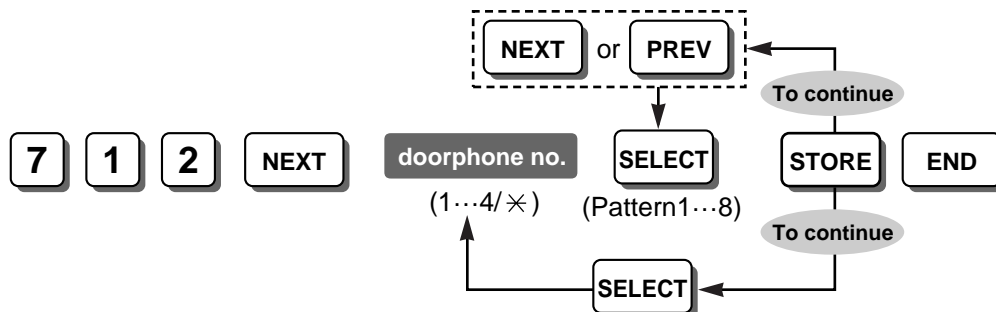 NEXT or PREV
To continue
7 1 2 NEXT doorphone no. SELECT STORE END
(1···4/✳) (Pattern1···8)
To continue
SELECT